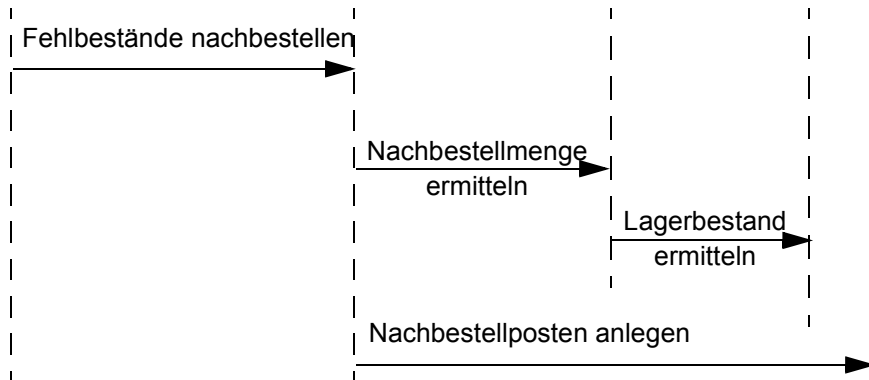 Fehlbestände nachbestellen
Nachbestellmenge
ermitteln
Lagerbestand
ermitteln
Nachbestellposten anlegen